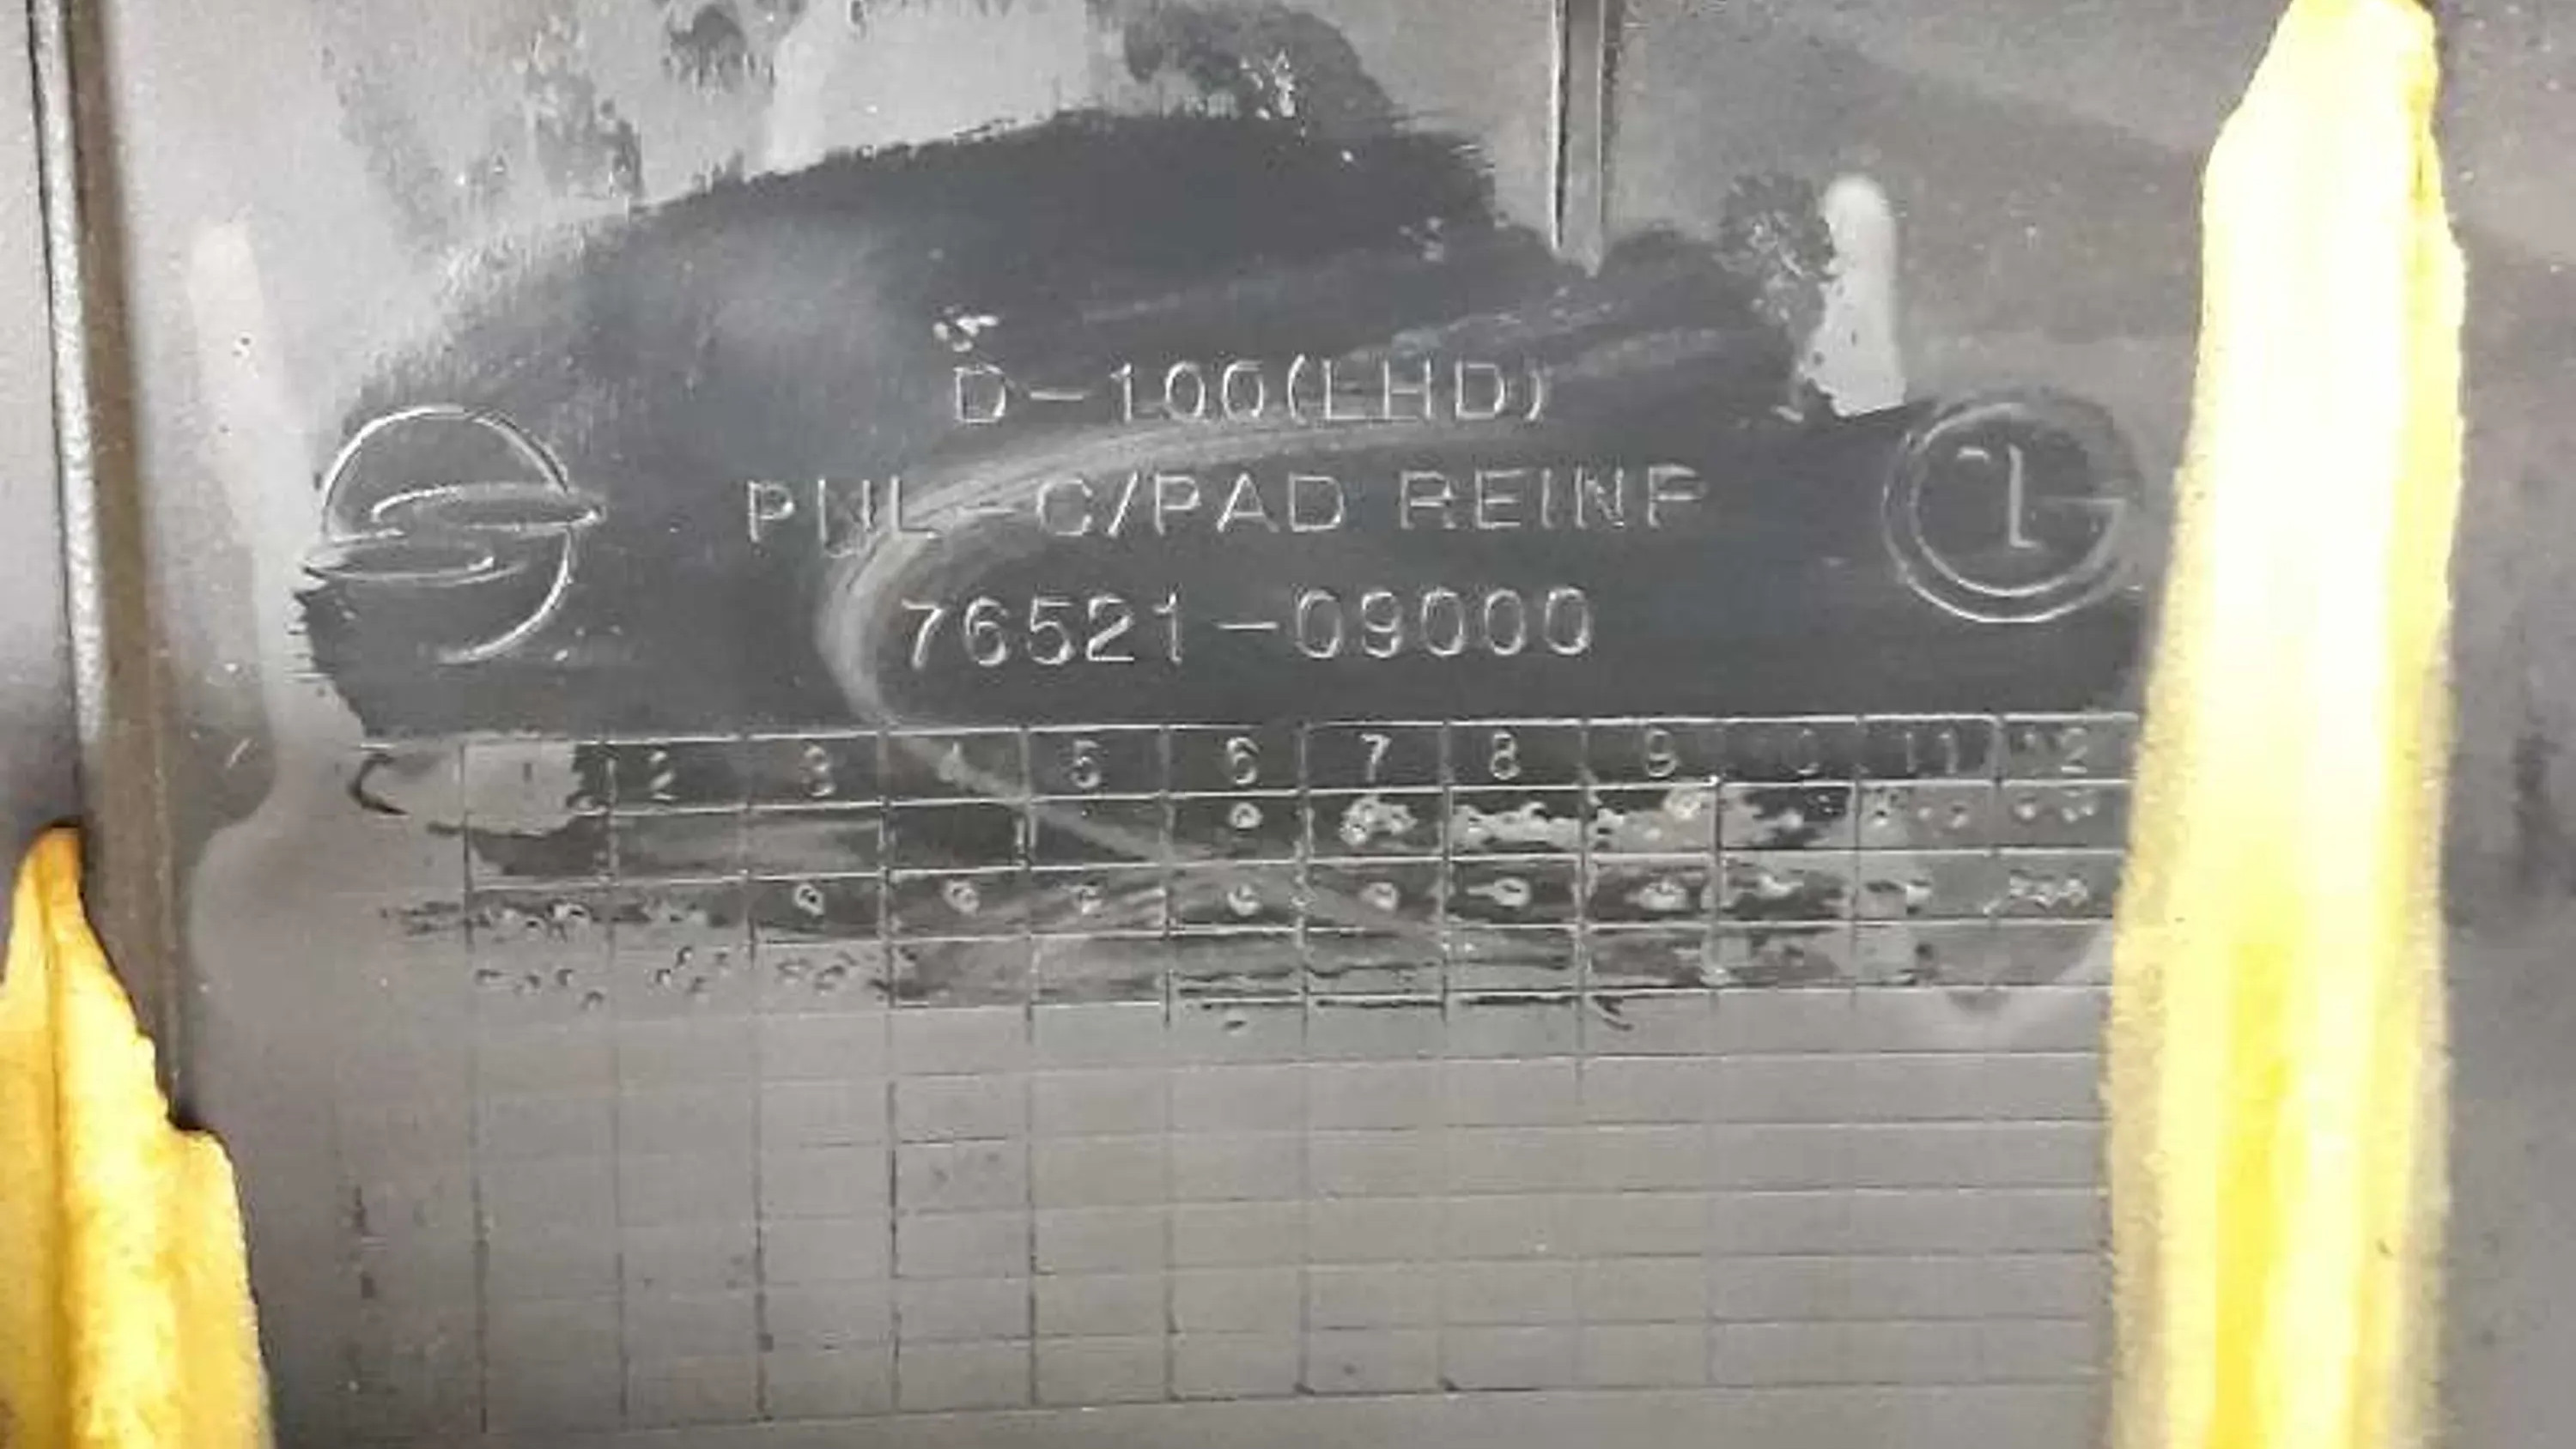 D-100(LHD)
PNL-C/PAD REINF
76521-09000
1 2 3 4 5 6 7 8 9 10 11 12